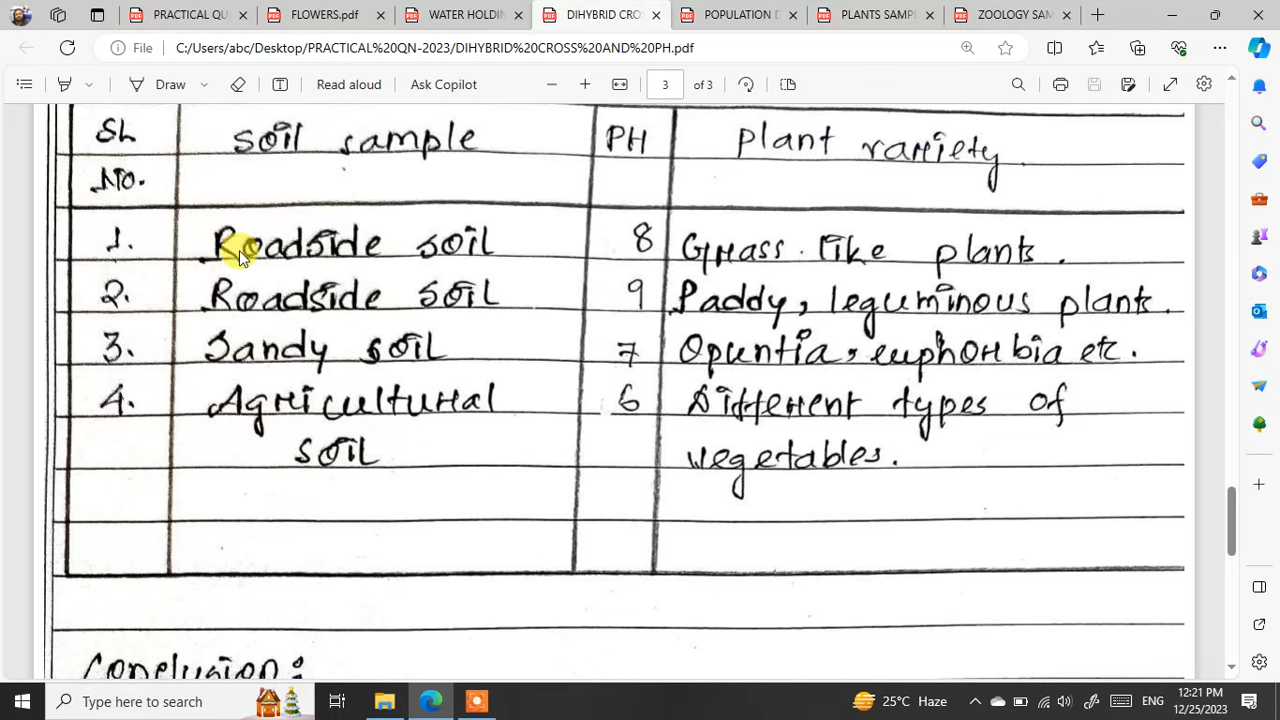 PRACTICAL QU
FLOWERS.pdf
WATER HOLDIN
DIHYBRID CRO
POPULATION D
PLANTS SAMPL
ZOOLOGY SAM
File
C:/Users/abc/Desktop/PRACTICAL%20QN-2023/DIHYBRID%20CROSS%20AND%20PH.pdf
Draw
Read aloud
Ask Copilot
3 of 3
SL No. soil sample PH plant variety.
1. Roadside soil 8 Grass like plants.
2. Roadside soil 9 Paddy, leguminous plants.
3. Sandy soil 7 Opuntia, euphorbia etc.
4. Agricultural 6 Different types of
soil vegetables.
Conclusion:
Type here to search
25°C Haze
ENG
12:21 PM
12/25/2023